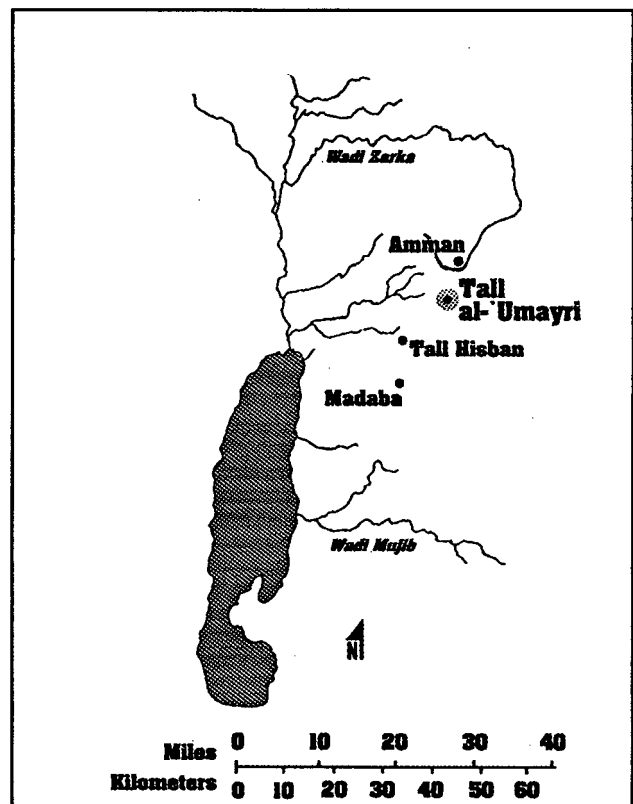 Wadi Zarka
Amman
Tall
al-`Umayri
Tall Hisban
Madaba
Wadi Mujib
N
Miles 0 10 20 30 40
Kilometers 0 10 20 30 40 50 60